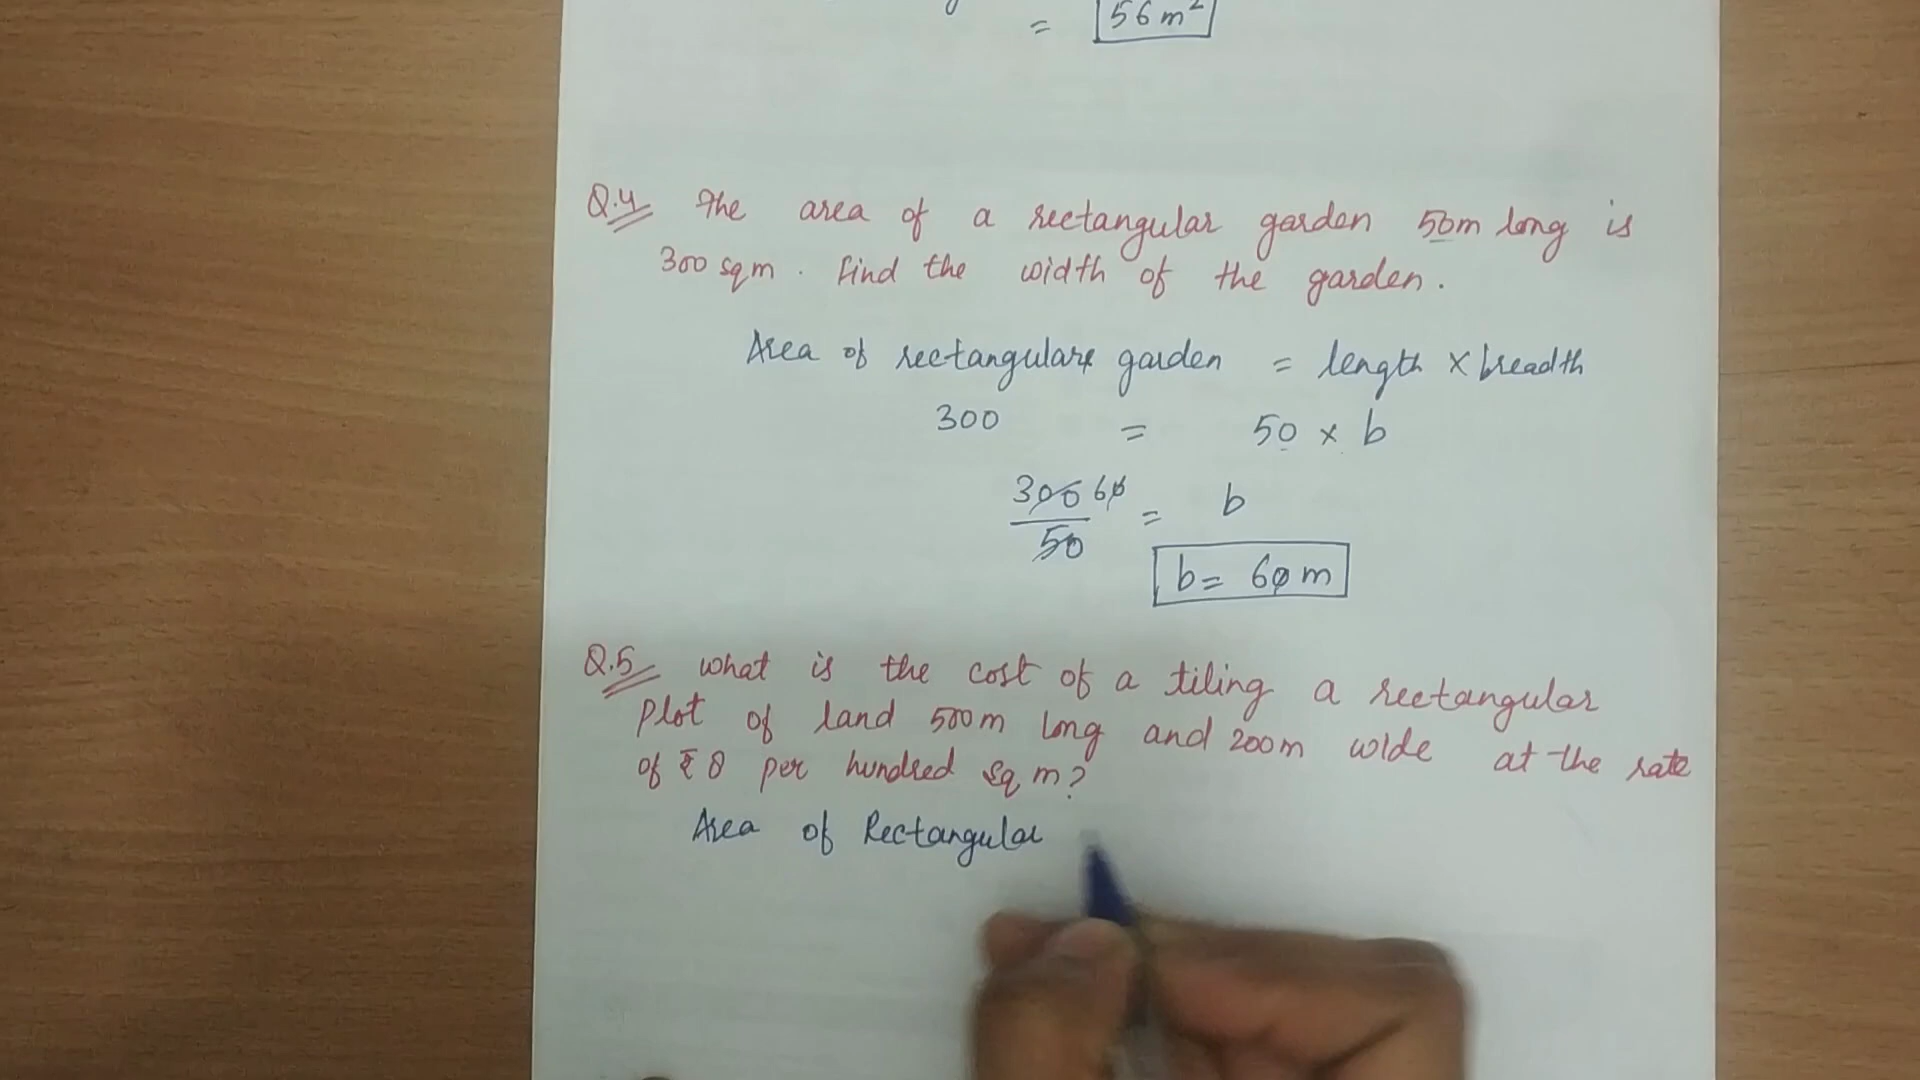 = 56 m²
Q.4 The area of a rectangular garden 50m long is
300 sq m . Find the width of the garden.
Area of rectangular garden = length × breadth
300 = 50 × b
300 6
50
= b
b = 6 m
Q.5 what is the cost of a tiling a rectangular
plot of land 500m long and 200m wide at the rate
of ₹ 8 per hundred sq m?
Area of Rectangular